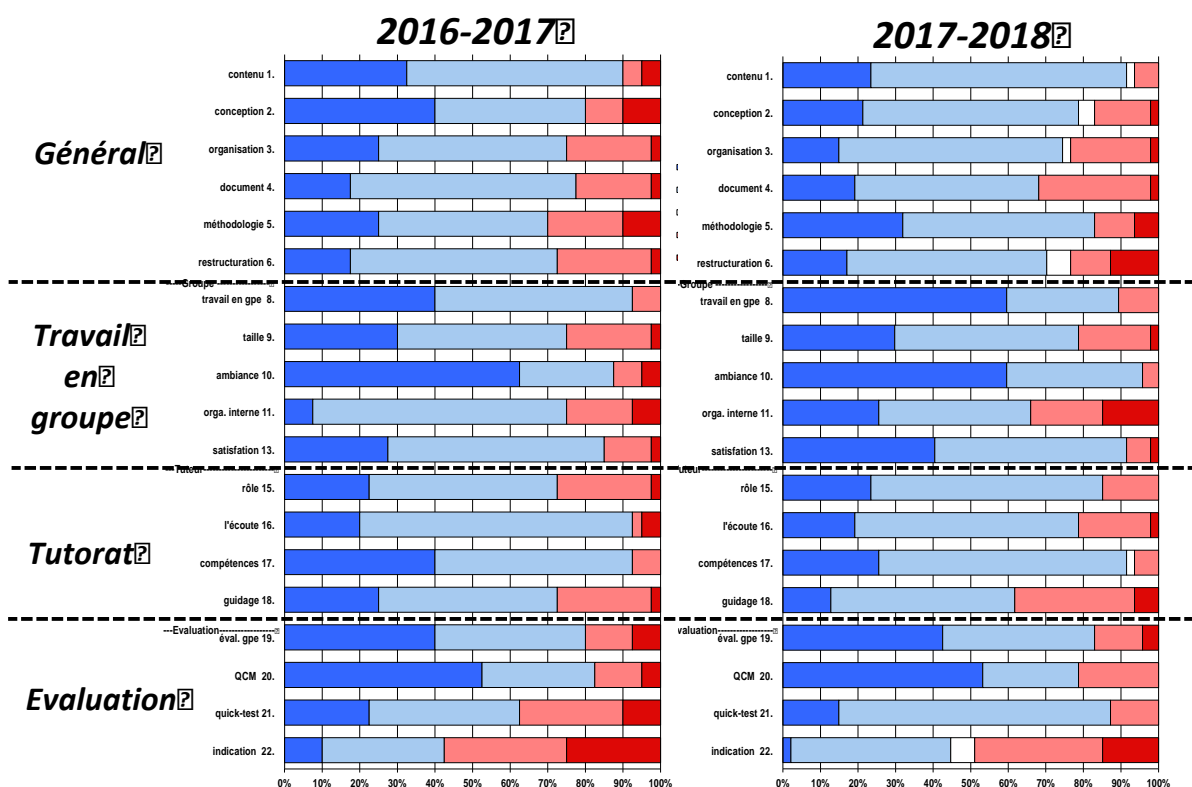 2016-2017⍰
2017-2018⍰
Général⍰
contenu 1.
conception 2.
organisation 3.
document 4.
méthodologie 5.
restructuration 6.
contenu 1.
conception 2.
organisation 3.
document 4.
méthodologie 5.
restructuration 6.
Travail⍰
en⍰
groupe⍰
----Groupe ----------------
travail en gpe 8.
taille 9.
ambiance 10.
orga. interne 11.
satisfation 13.
Groupe ----------------
travail en gpe 8.
taille 9.
ambiance 10.
orga. interne 11.
satisfation 13.
Tutorat⍰
---Tuteur--------------------
rôle 15.
l'écoute 16.
compétences 17.
guidage 18.
uteur--------------------
rôle 15.
l'écoute 16.
compétences 17.
guidage 18.
Evaluation⍰
---Evaluation-----------------
éval. gpe 19.
QCM 20.
quick-test 21.
indication 22.
valuation-----------------
éval. gpe 19.
QCM 20.
quick-test 21.
indication 22.
0% 10% 20% 30% 40% 50% 60% 70% 80% 90% 100%
0% 10% 20% 30% 40% 50% 60% 70% 80% 90% 100%